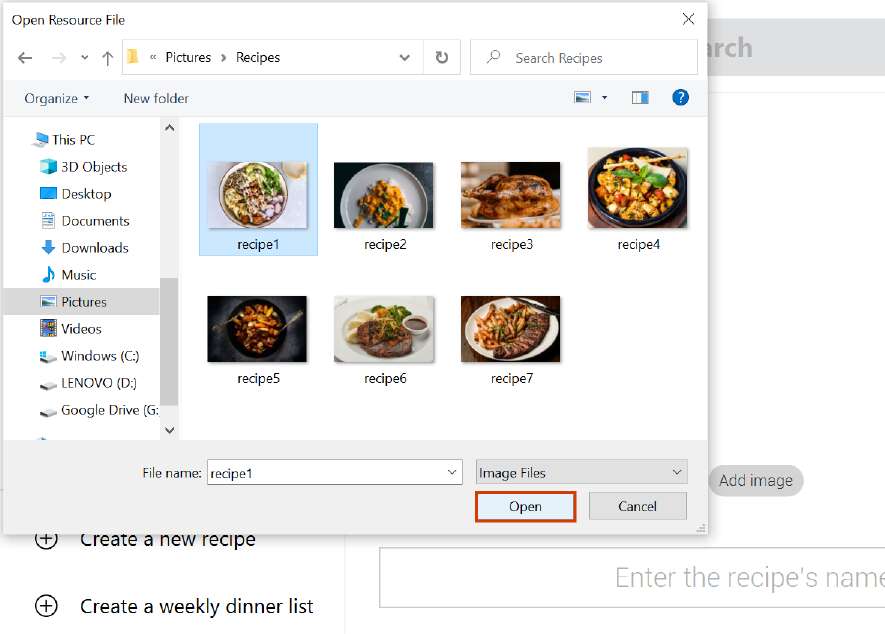 Open Resource File
« Pictures › Recipes
Search Recipes
arch
Organize
New folder
?
This PC
3D Objects
Desktop
Documents
Downloads
Music
Pictures
Videos
Windows (C:)
LENOVO (D:)
Google Drive (G:
recipe1
recipe2
recipe3
recipe4
recipe5
recipe6
recipe7
File name: recipe1
Image Files
Open
Cancel
Add image
Create a new recipe
Enter the recipe's name
Create a weekly dinner list